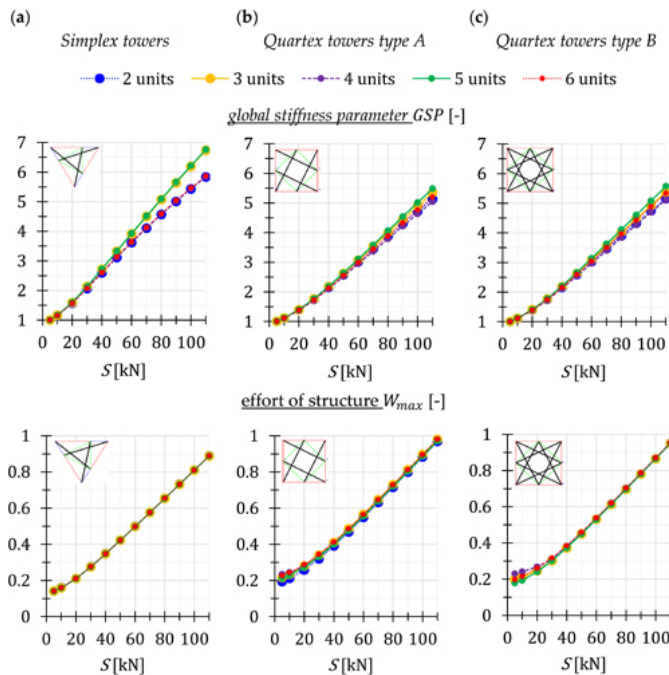 (a) (b) (c)
Simplex towers Quartex towers type A Quartex towers type B
2 units 3 units 4 units 5 units 6 units
global stiffness parameter GSP [-]
7 7 7
6 6 6
5 5 5
4 4 4
3 3 3
2 2 2
1 1 1
0 20 40 60 80 100 0 20 40 60 80 100 0 20 40 60 80 100
S [kN] S [kN] S [kN]
effort of structure Wmax [-]
1 1 1
0.8 0.8 0.8
0.6 0.6 0.6
0.4 0.4 0.4
0.2 0.2 0.2
0 0 0
0 20 40 60 80 100 0 20 40 60 80 100 0 20 40 60 80 100
S [kN] S [kN] S [kN]